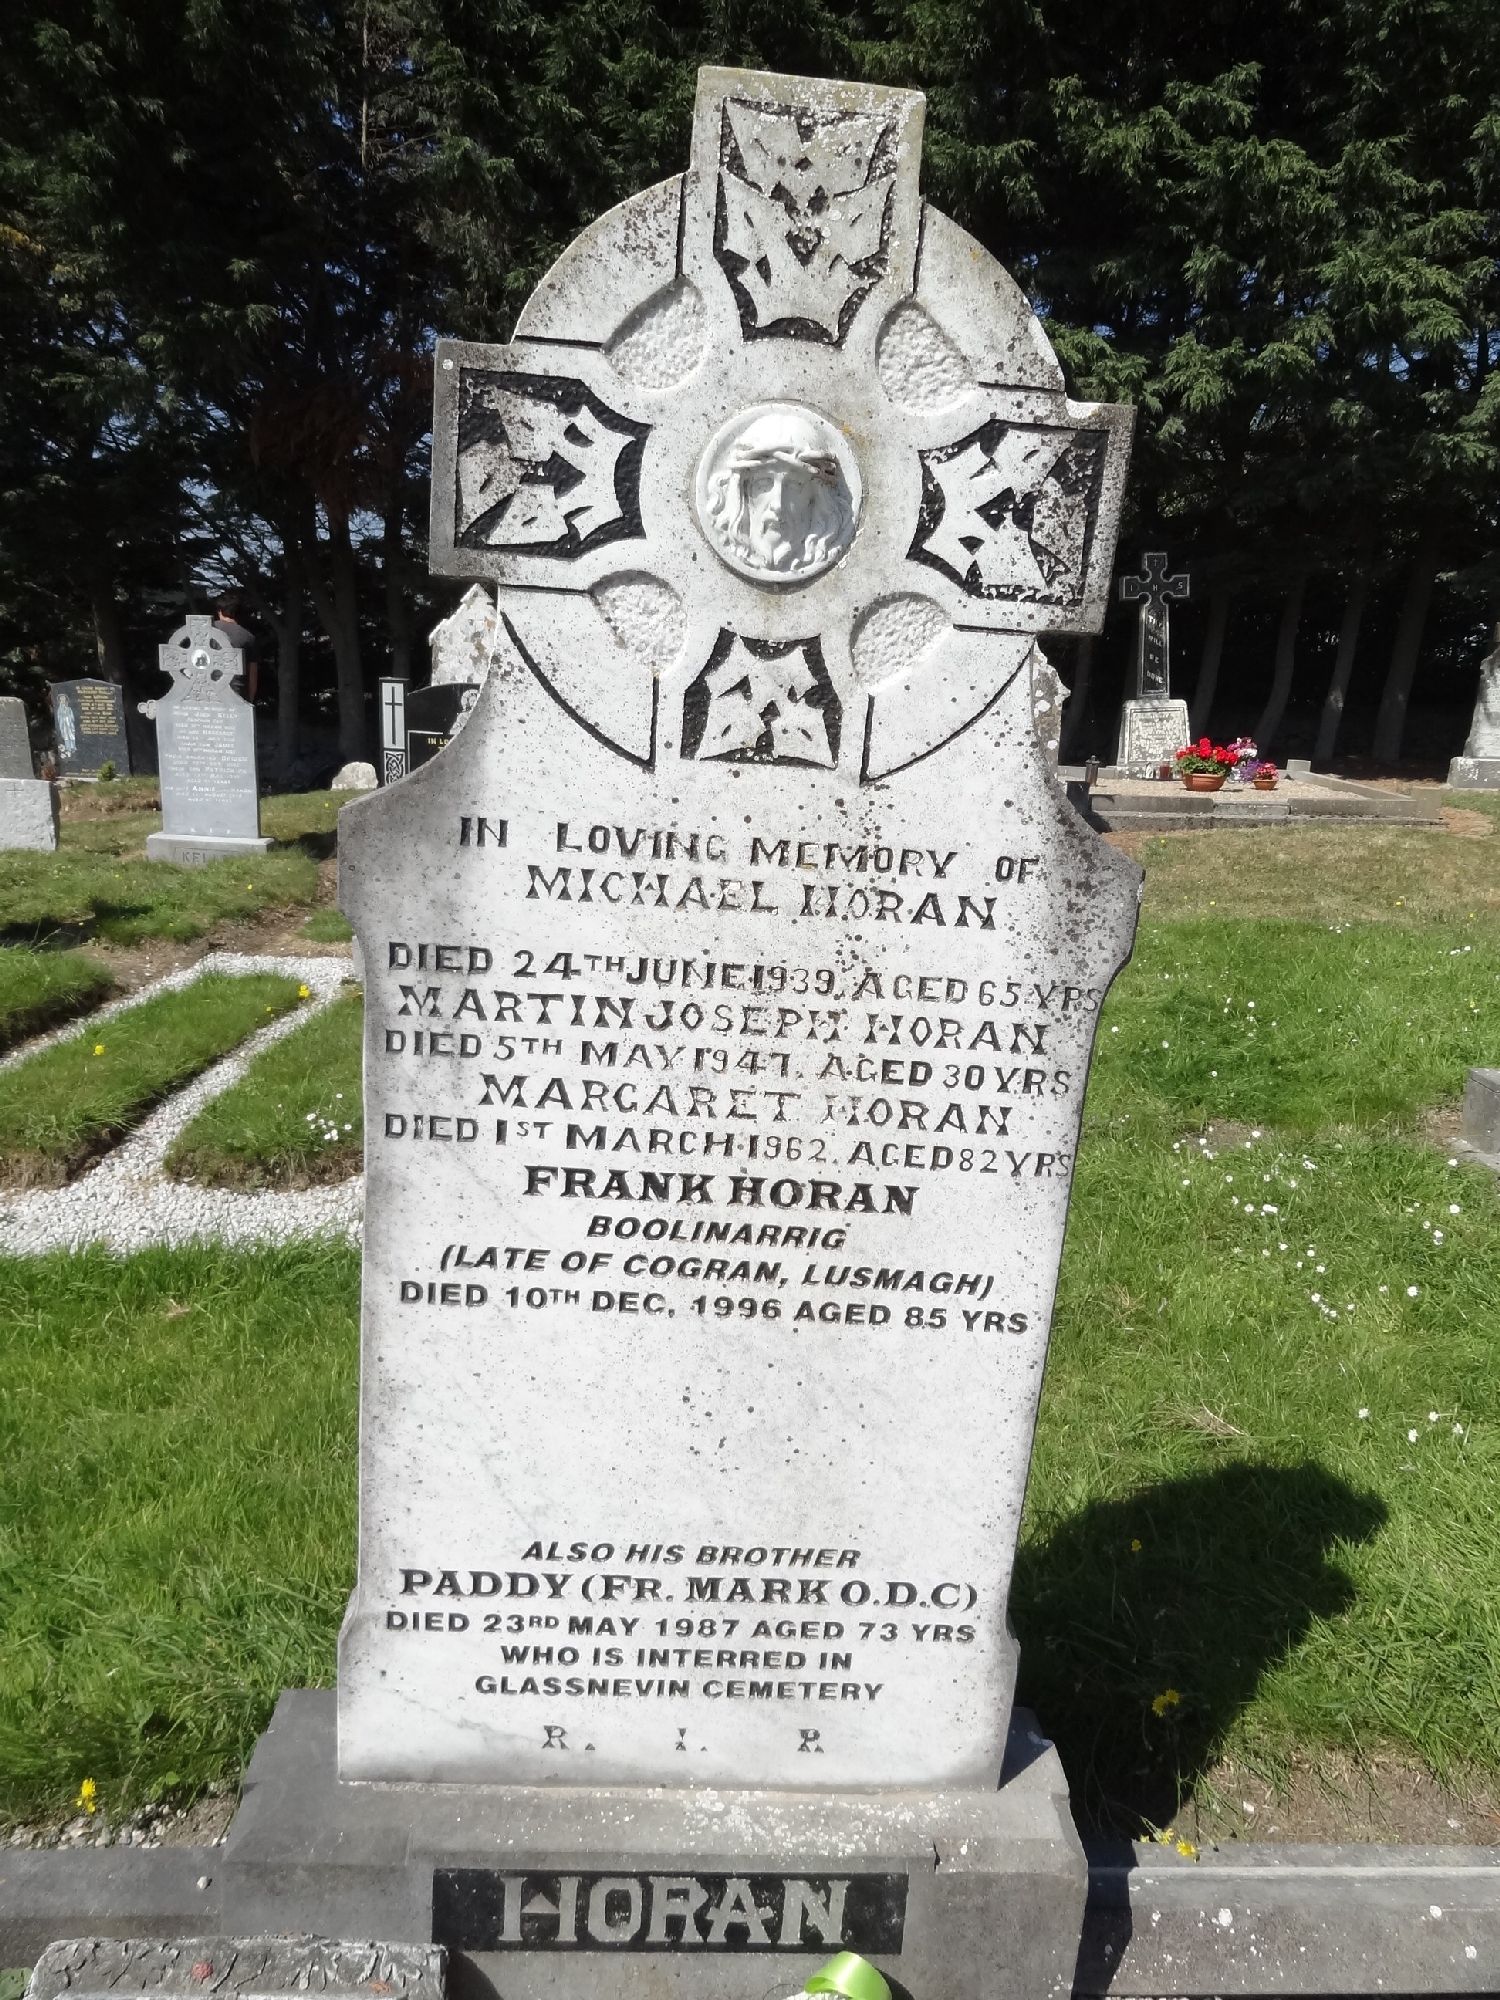 IN LOVING MEMORY OF
MICHAEL HORAN
DIED 24TH JUNE 1939. AGED 65 YRS
MARTIN JOSEPH HORAN
DIED 5TH MAY 1947. AGED 30 YRS
MARGARET HORAN
DIED 1ST MARCH 1962. AGED 82 YRS
FRANK HORAN
BOOLINARRIG
(LATE OF COGRAN, LUSMAGH)
DIED 10TH DEC. 1996 AGED 85 YRS
ALSO HIS BROTHER
PADDY (FR. MARK O.D.C)
DIED 23RD MAY 1987 AGED 73 YRS
WHO IS INTERRED IN
GLASSNEVIN CEMETERY
R. I. P.
HORAN